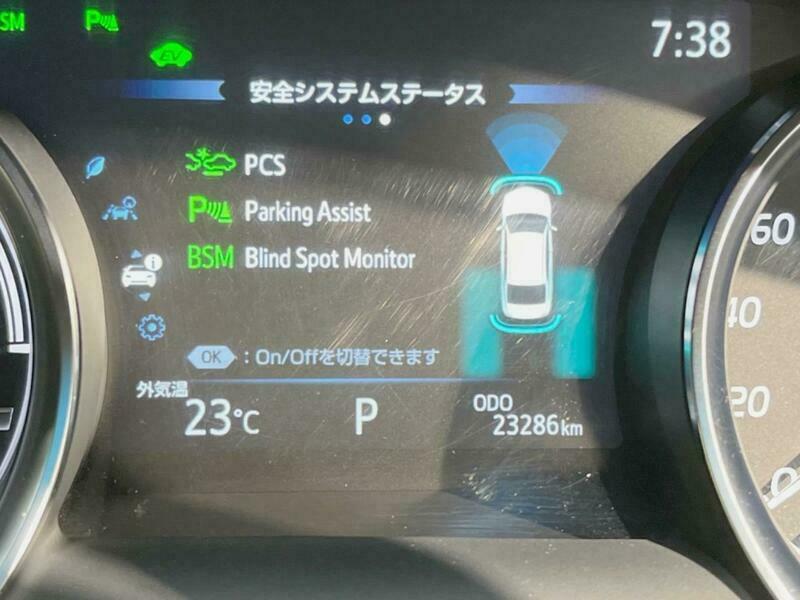 SM
P
EV
7:38
安全システムステータス
PCS
P Parking Assist
BSM Blind Spot Monitor
i
OK : On/Offを切替できます
外気温
23°C
P
ODO
23286km
60
40
20
0